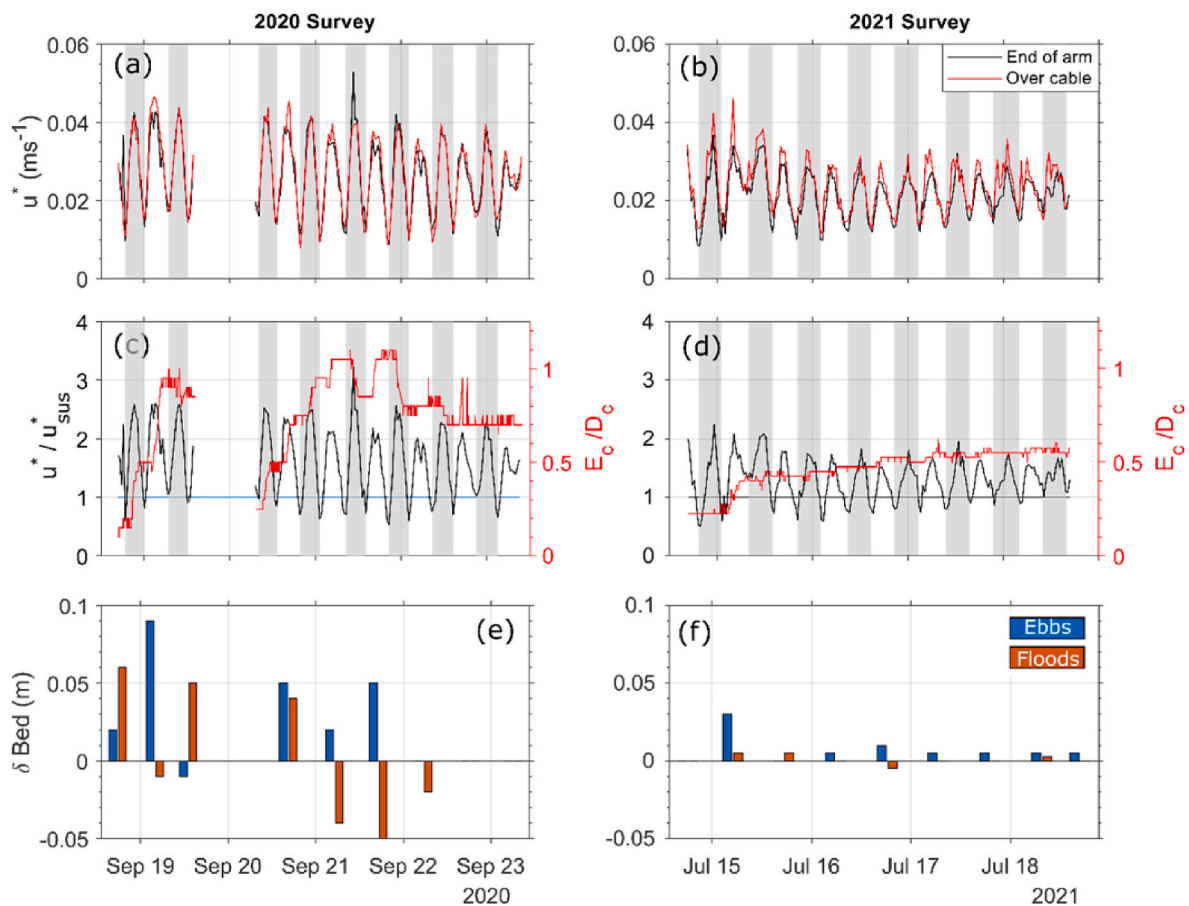 2020 Survey
2021 Survey
(a)
(b)
End of arm
Over cable
u* (ms-1)
0.06
0.04
0.02
0
0.06
0.04
0.02
0
(c)
(d)
u* / u*sus
4
3
2
1
0
1
0.5
0
Ec /Dc
4
3
2
1
0
1
0.5
0
Ec /Dc
(e)
(f)
Ebbs
Floods
δ Bed (m)
0.1
0.05
0
-0.05
0.1
0.05
0
-0.05
Sep 19 Sep 20 Sep 21 Sep 22 Sep 23
2020
Jul 15 Jul 16 Jul 17 Jul 18
2021